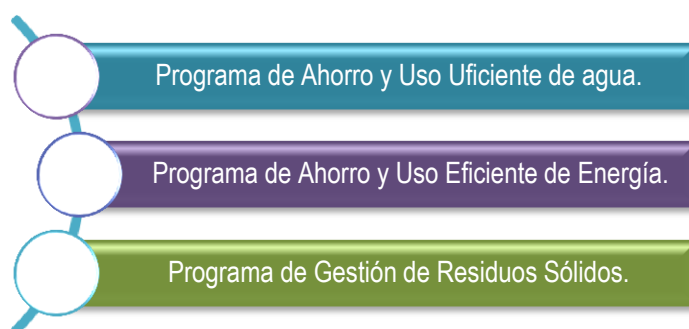 Programa de Ahorro y Uso Uficiente de agua.
Programa de Ahorro y Uso Eficiente de Energía.
Programa de Gestión de Residuos Sólidos.